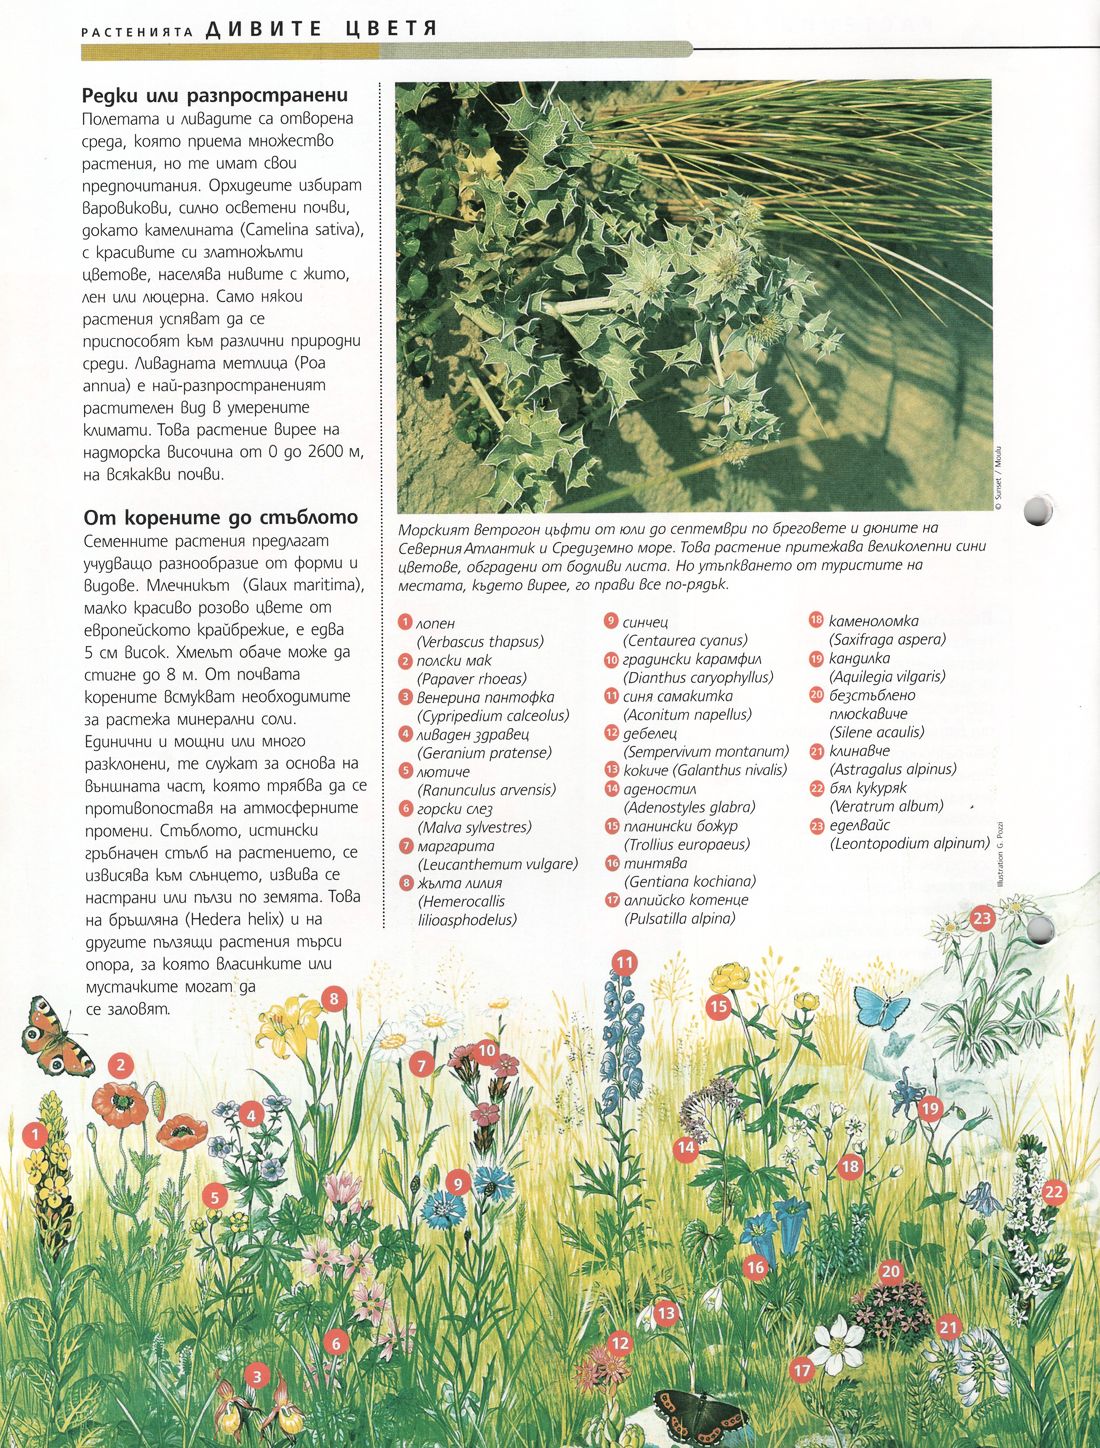 РАСТЕНИЯТА ДИВИТЕ ЦВЕТЯ
Редки или разпространени
Полетата и ливадите са отворена
среда, която приема множество
растения, но те имат свои
предпочитания. Орхидеите избират
варовикови, силно осветени почви,
докато камелината (Camelina sativa),
с красивите си златножълти
цветове, населява нивите с жито,
лен или люцерна. Само някои
растения успяват да се
приспособят към различни природни
среди. Ливадната метлица (Poa
annua) е най-разпространеният
растителен вид в умерените
климати. Това растение вирее на
надморска височина от 0 до 2600 м,
на всякакви почви.
От корените до стъблото
Семенните растения предлагат
учудващо разнообразие от форми и
видове. Млечникът (Glaux maritima),
малко красиво розово цвете от
европейското крайбрежие, е едва
5 см висок. Хмелът обаче може да
стигне до 8 м. От почвата
корените всмукват необходимите
за растежа минерални соли.
Единични и мощни или много
разклонени, те служат за основа на
външната част, която трябва да се
противопоставя на атмосферните
промени. Стъблото, истински
гръбначен стълб на растението, се
извисява към слънцето, извива се
настрани или пълзи по земята. Това
на бръшляна (Hedera helix) и на
другите пълзящи растения търси
опора, за която власинките или
мустачките могат да
се заловят.
© Sunset / Moulu
Морският ветрогон цъфти от юли до септември по бреговете и дюните на
Северния Атлантик и Средиземно море. Това растение притежава великолепни сини
цветове, обградени от бодливи листа. Но утъпкването от туристите на
местата, където вирее, го прави все по-рядък.
1 лопен
(Verbascus thapsus)
2 полски мак
(Papaver rhoeas)
3 Венерина пантофка
(Cypripedium calceolus)
4 ливаден здравец
(Geranium pratense)
5 лютиче
(Ranunculus arvensis)
6 горски слез
(Malva sylvestres)
7 маргарита
(Leucanthemum vulgare)
8 жълта лилия
(Hemerocallis
lilioasphodelus)
9 синчец
(Centaurea cyanus)
10 градински карамфил
(Dianthus caryophyllus)
11 синя самакитка
(Aconitum napellus)
12 дебелец
(Sempervivum montanum)
13 кокиче (Galanthus nivalis)
14 аденостил
(Adenostyles glabra)
15 планински божур
(Trollius europaeus)
16 тинтява
(Gentiana kochiana)
17 алпийско котенце
(Pulsatilla alpina)
18 каменоломка
(Saxifraga aspera)
19 кандилка
(Aquilegia vilgaris)
20 безстъблено
плюскавиче
(Silene acaulis)
21 клинавче
(Astragalus alpinus)
22 бял кукуряк
(Veratrum album)
23 еделвайс
(Leontopodium alpinum)
Illustration G. Pozzi
23
11
8
15
10
7
2
19
4
1
14
18
9
22
5
16
20
13
21
6
12
17
3